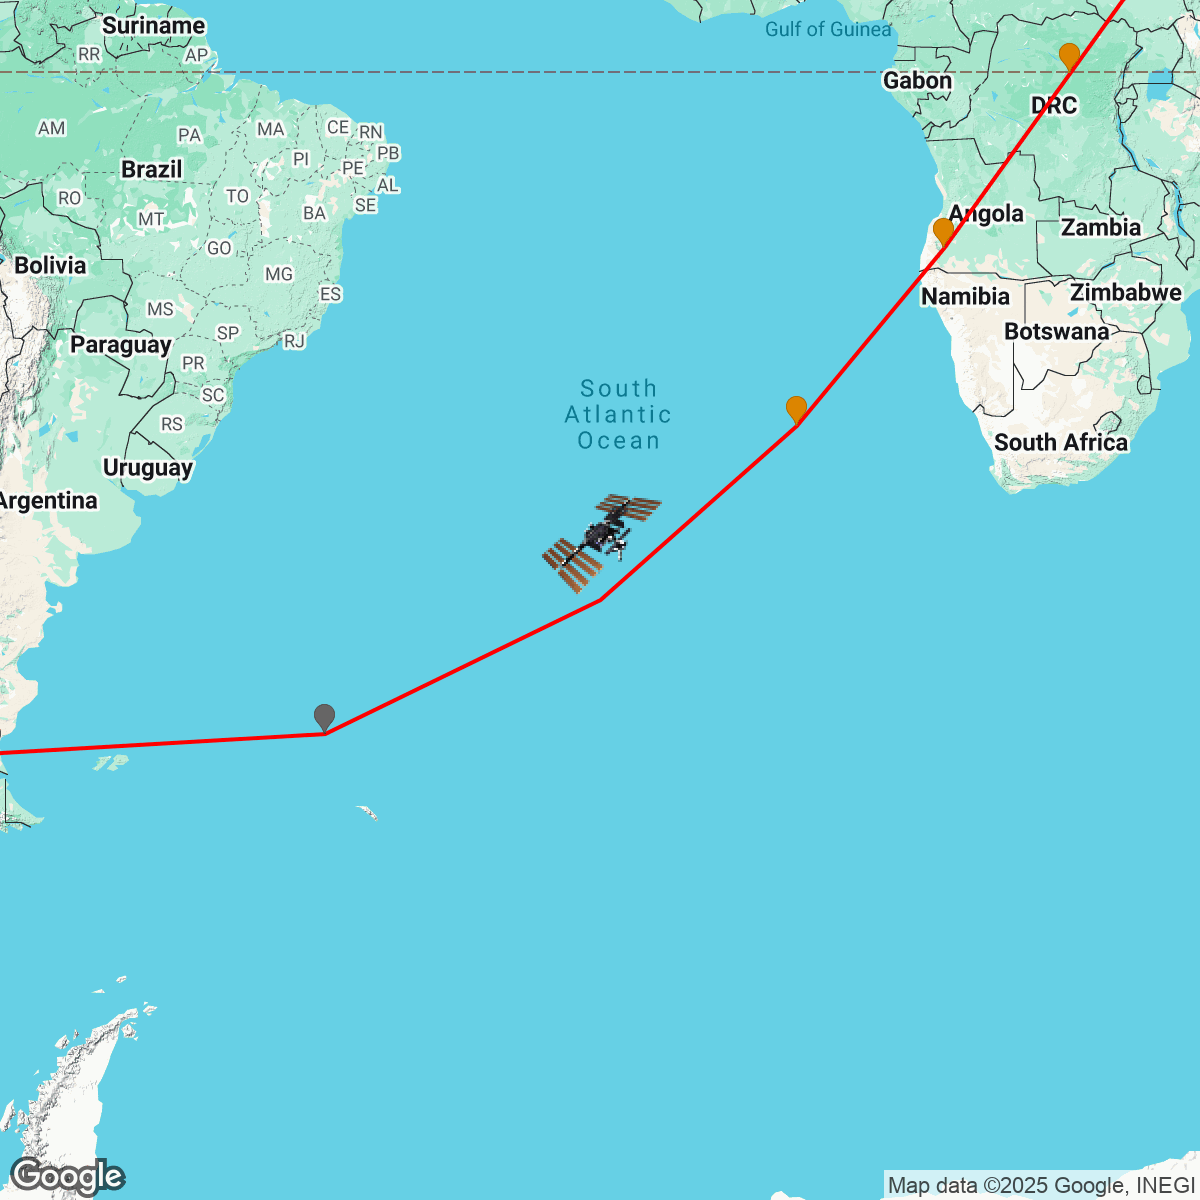 Suriname
Gulf of Guinea
RR
AP
Gabon
DRC
AM
PA
MA
CE
RN
PB
PI
PE
AL
Brazil
RO
TO
SE
MT
BA
Angola
Zambia
GO
Bolivia
MG
ES
Namibia
Zimbabwe
MS
SP
RJ
Botswana
Paraguay
PR
SC
South
Atlantic
Ocean
RS
South Africa
Uruguay
Argentina
Google
Map data ©2025 Google, INEGI